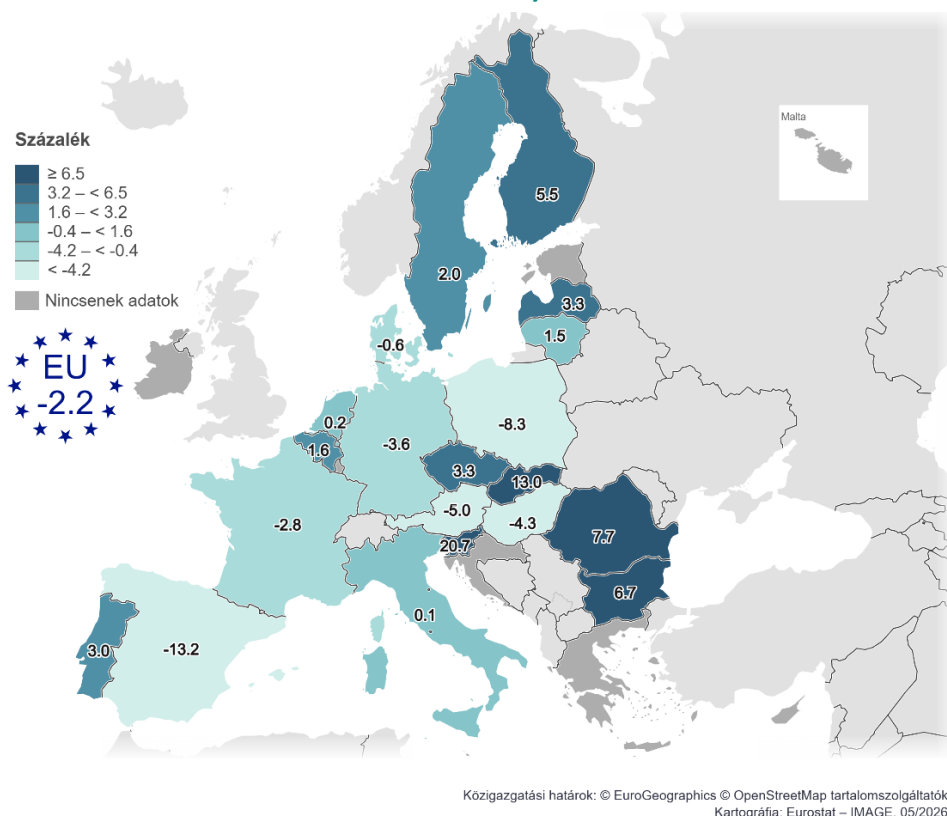 Malta
Százalék
≥ 6.5
3.2 – < 6.5
1.6 – < 3.2
-0.4 – < 1.6
-4.2 – < -0.4
< -4.2
Nincsenek adatok
EU
-2.2
5.5
2.0
3.3
1.5
-0.6
0.2
1.6
-3.6
-8.3
3.3
13.0
-5.0
-4.3
-2.8
20.7
7.7
6.7
0.1
3.0
-13.2
Közigazgatási határok: © EuroGeographics © OpenStreetMap tartalomszolgáltatók
Kartográfia: Eurostat – IMAGE, 05/2026